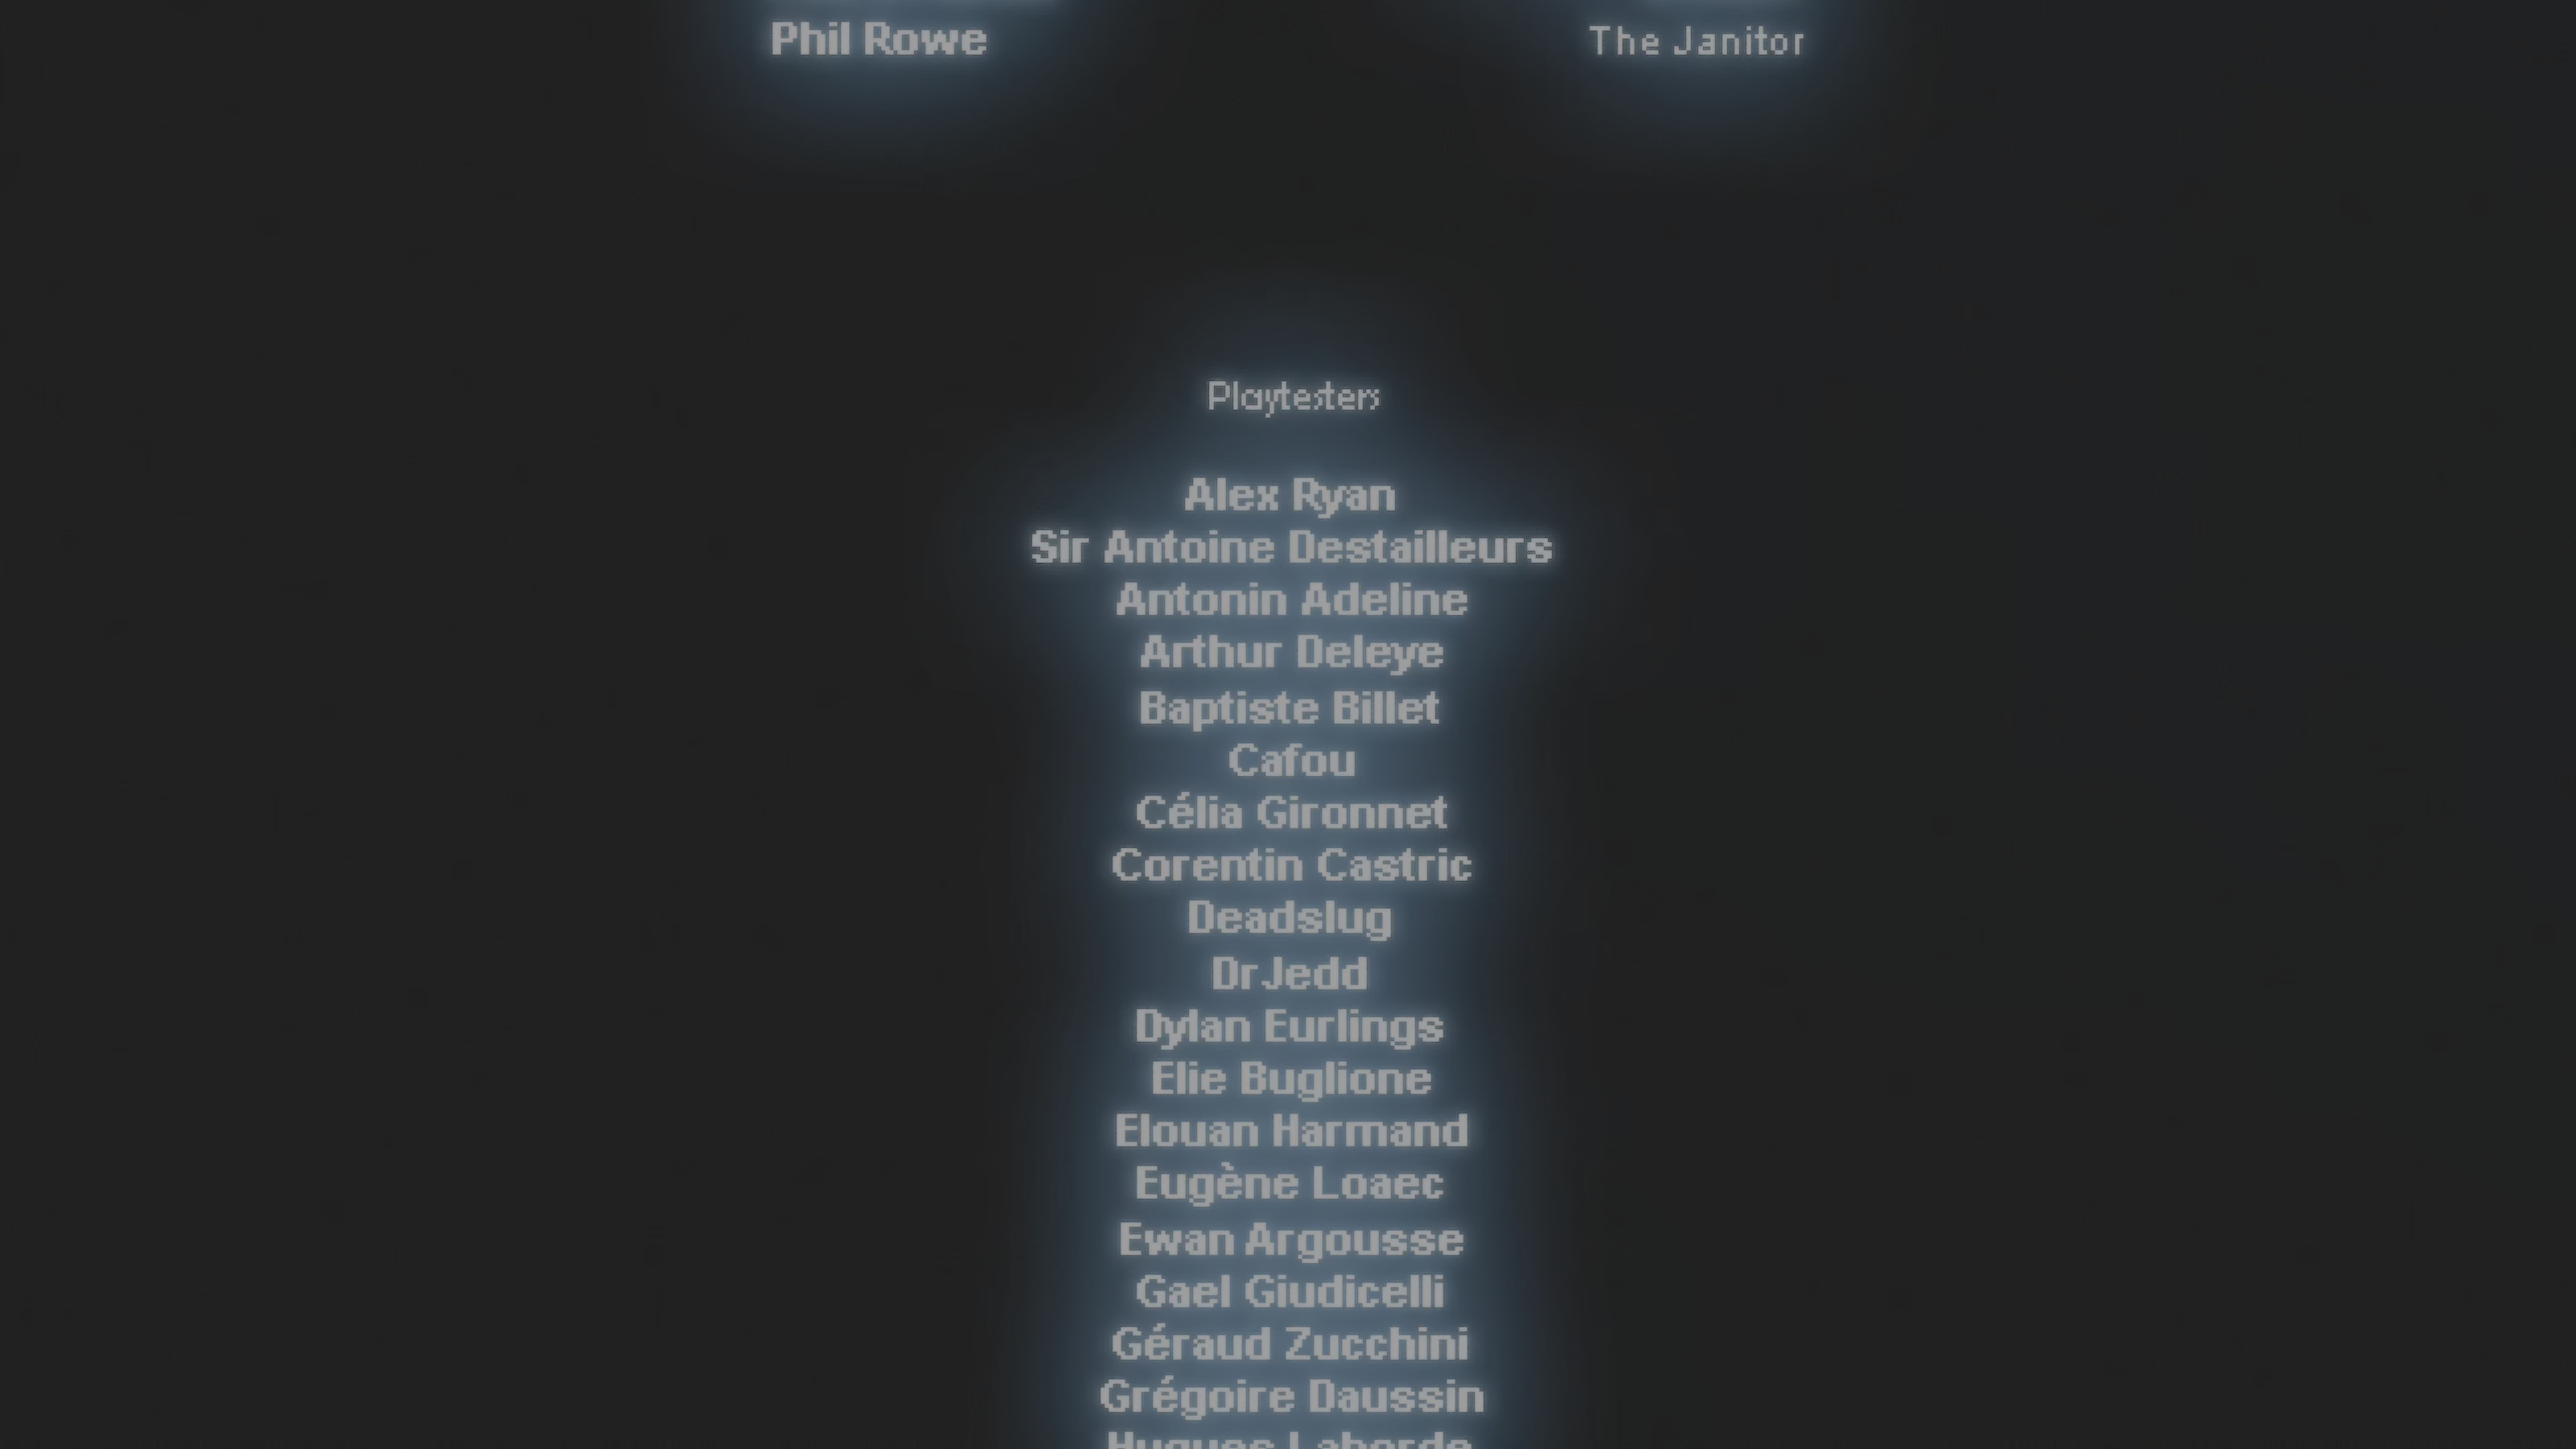 Phil Rowe The Janitor
Playtesters
Alex Ryan
Sir Antoine Destailleurs
Antonin Adeline
Arthur Deleye
Baptiste Billet
Cafou
Célia Gironnet
Corentin Castric
Deadslug
DrJedd
Dylan Eurlings
Elie Buglione
Elouan Harmand
Eugène Loaec
Ewan Argousse
Gael Giudicelli
Géraud Zucchini
Grégoire Daussin
Hugues Laborde